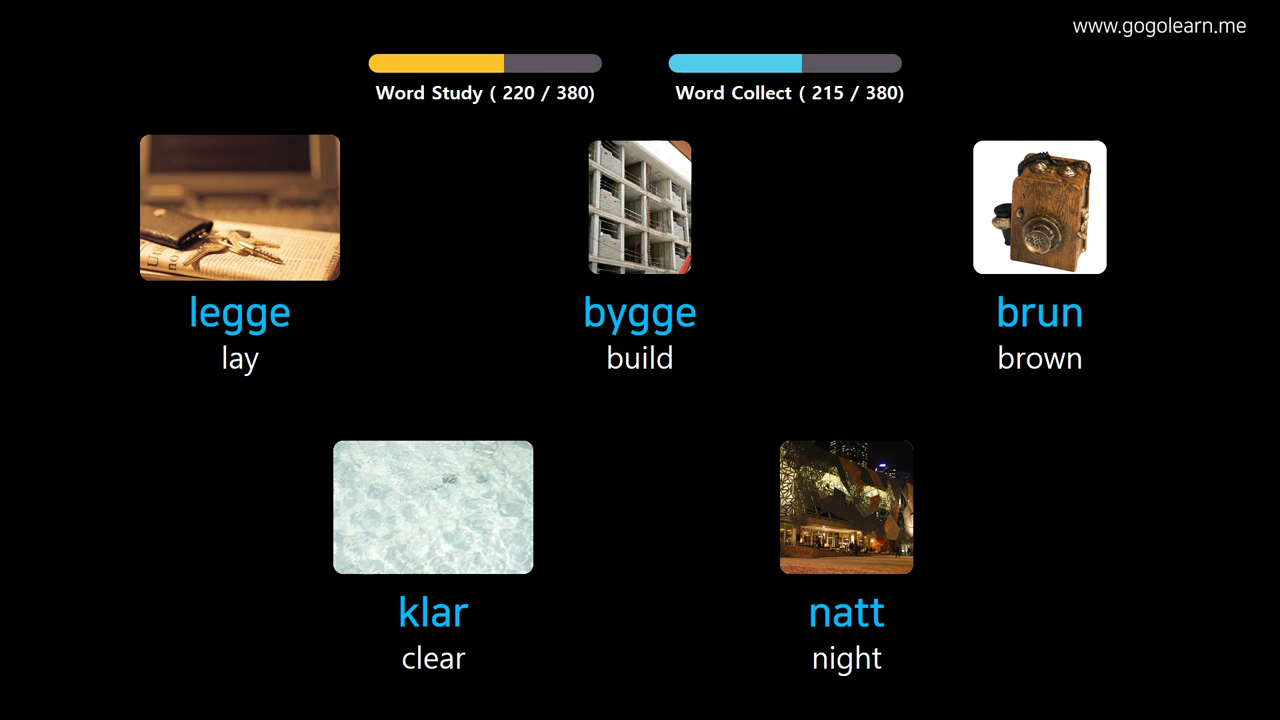 www.gogolearn.me
Word Study ( 220 / 380)
Word Collect ( 215 / 380)
legge
lay
bygge
build
brun
brown
klar
clear
natt
night